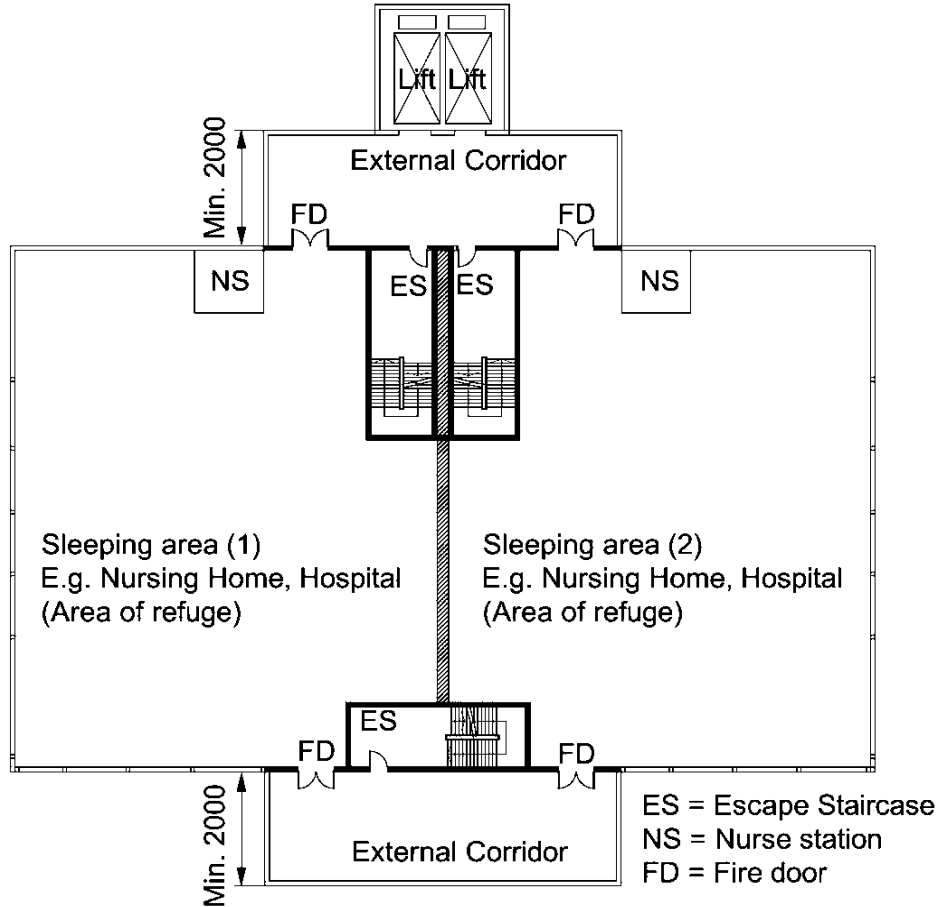 Lift Lift
External Corridor
Min. 2000
FD FD
NS ES ES NS
Sleeping area (1)
E.g. Nursing Home, Hospital
(Area of refuge)
Sleeping area (2)
E.g. Nursing Home, Hospital
(Area of refuge)
ES
FD FD
Min. 2000
External Corridor
ES = Escape Staircase
NS = Nurse station
FD = Fire door